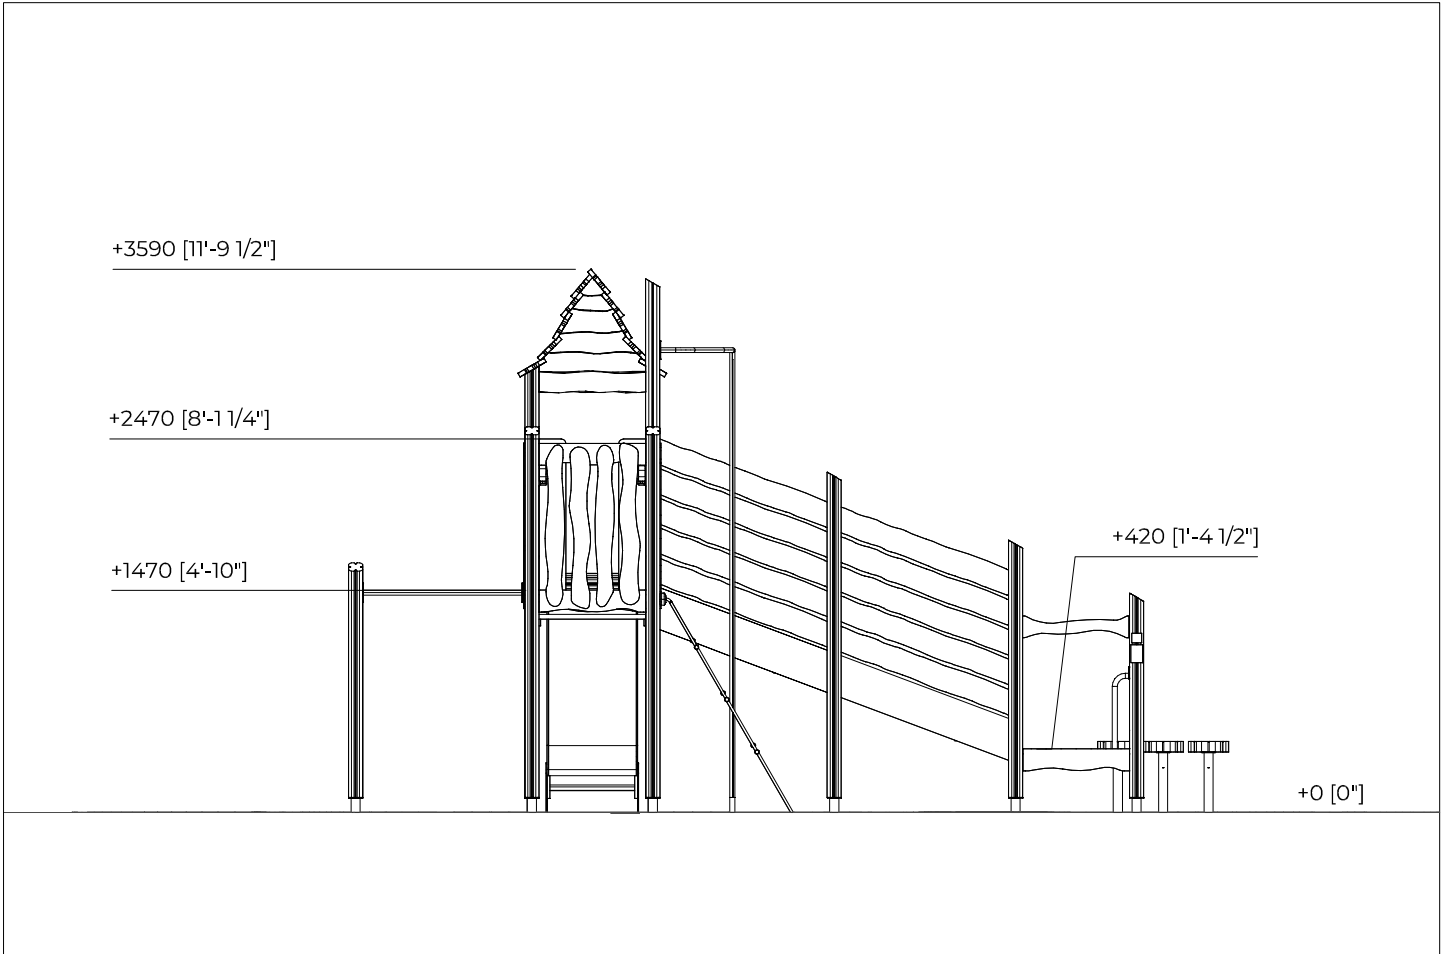 +3590 [11'-9 1/2"]
+2470 [8'-1 1/4"]
+420 [1'-4 1/2"]
+1470 [4'-10"]
+0 [0"]